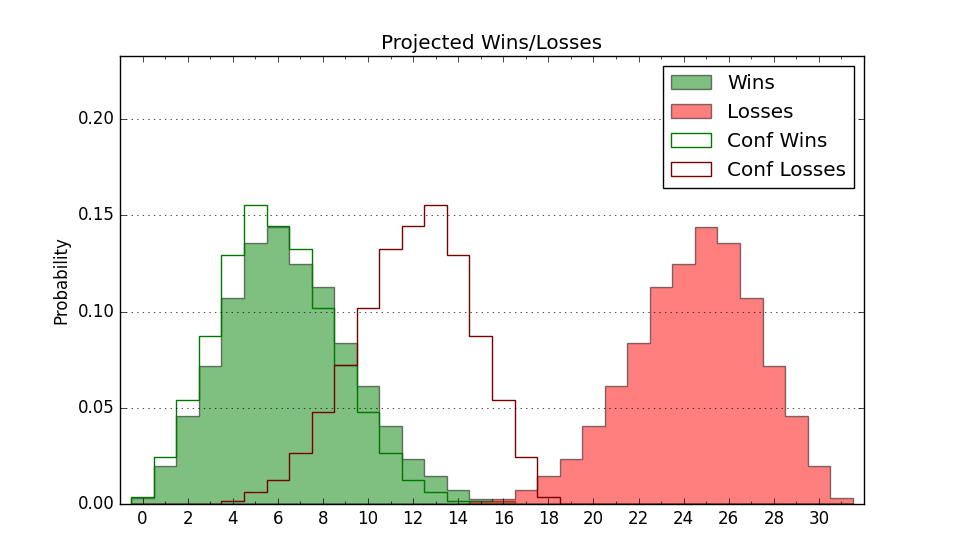 Projected Wins/Losses
Wins
Losses
Conf Wins
Conf Losses
Probability
0.20
0.15
0.10
0.05
0.00
0 2 4 6 8 10 12 14 16 18 20 22 24 26 28 30